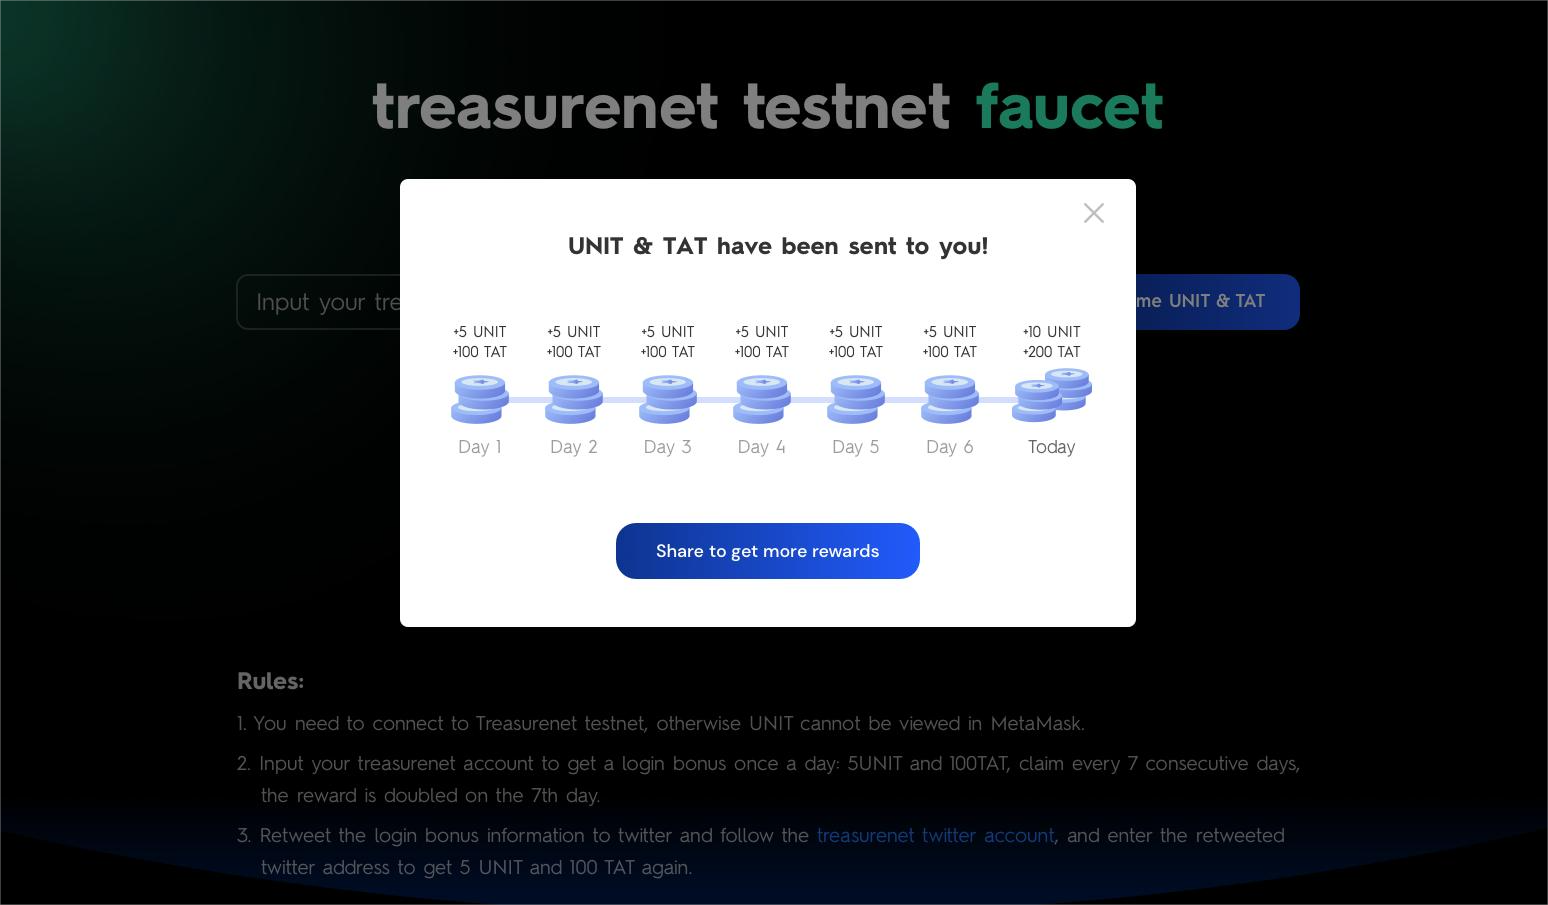 treasurenet testnet faucet
UNIT & TAT have been sent to you!
Input your
me UNIT & TAT
+5 UNIT +5 UNIT +5 UNIT +5 UNIT +5 UNIT +5 UNIT +10 UNIT
+100 TAT +100 TAT +100 TAT +100 TAT +100 TAT +100 TAT +200 TAT
Day 1 Day 2 Day 3 Day 4 Day 5 Day 6 Today
Share to get more rewards
Rules:
1. You need to connect to Treasurenet testnet, otherwise UNIT cannot be viewed in MetaMask.
2. Input your treasurenet account to get a login bonus once a day: 5UNIT and 100TAT, claim every 7 consecutive days,
the reward is doubled on the 7th day.
3. Retweet the login bonus information to twitter and follow the treasurenet twitter account, and enter the retweeted
twitter address to get 5 UNIT and 100 TAT again.